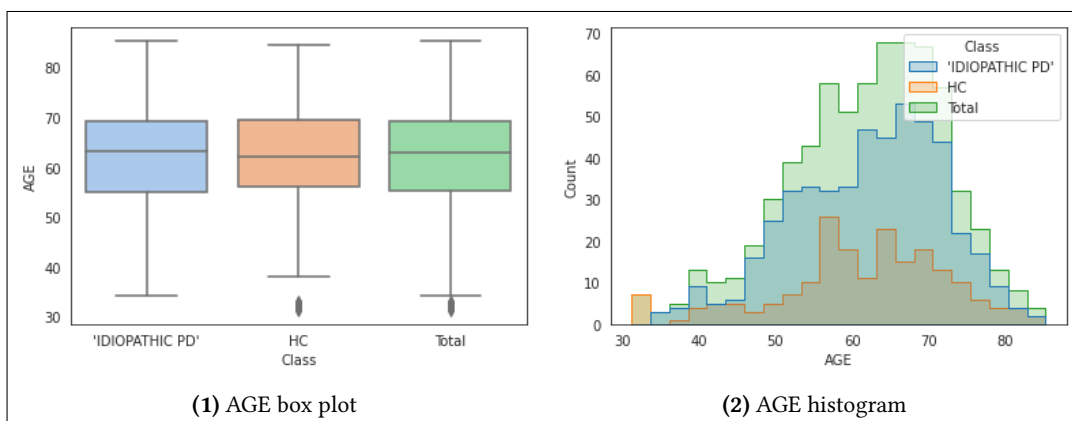 80
70
60
50
40
30
AGE
'IDIOPATHIC PD'
HC
Total
Class
(1) AGE box plot
70
60
50
40
30
20
10
0
Count
Class
'IDIOPATHIC PD'
HC
Total
30 40 50 60 70 80
AGE
(2) AGE histogram